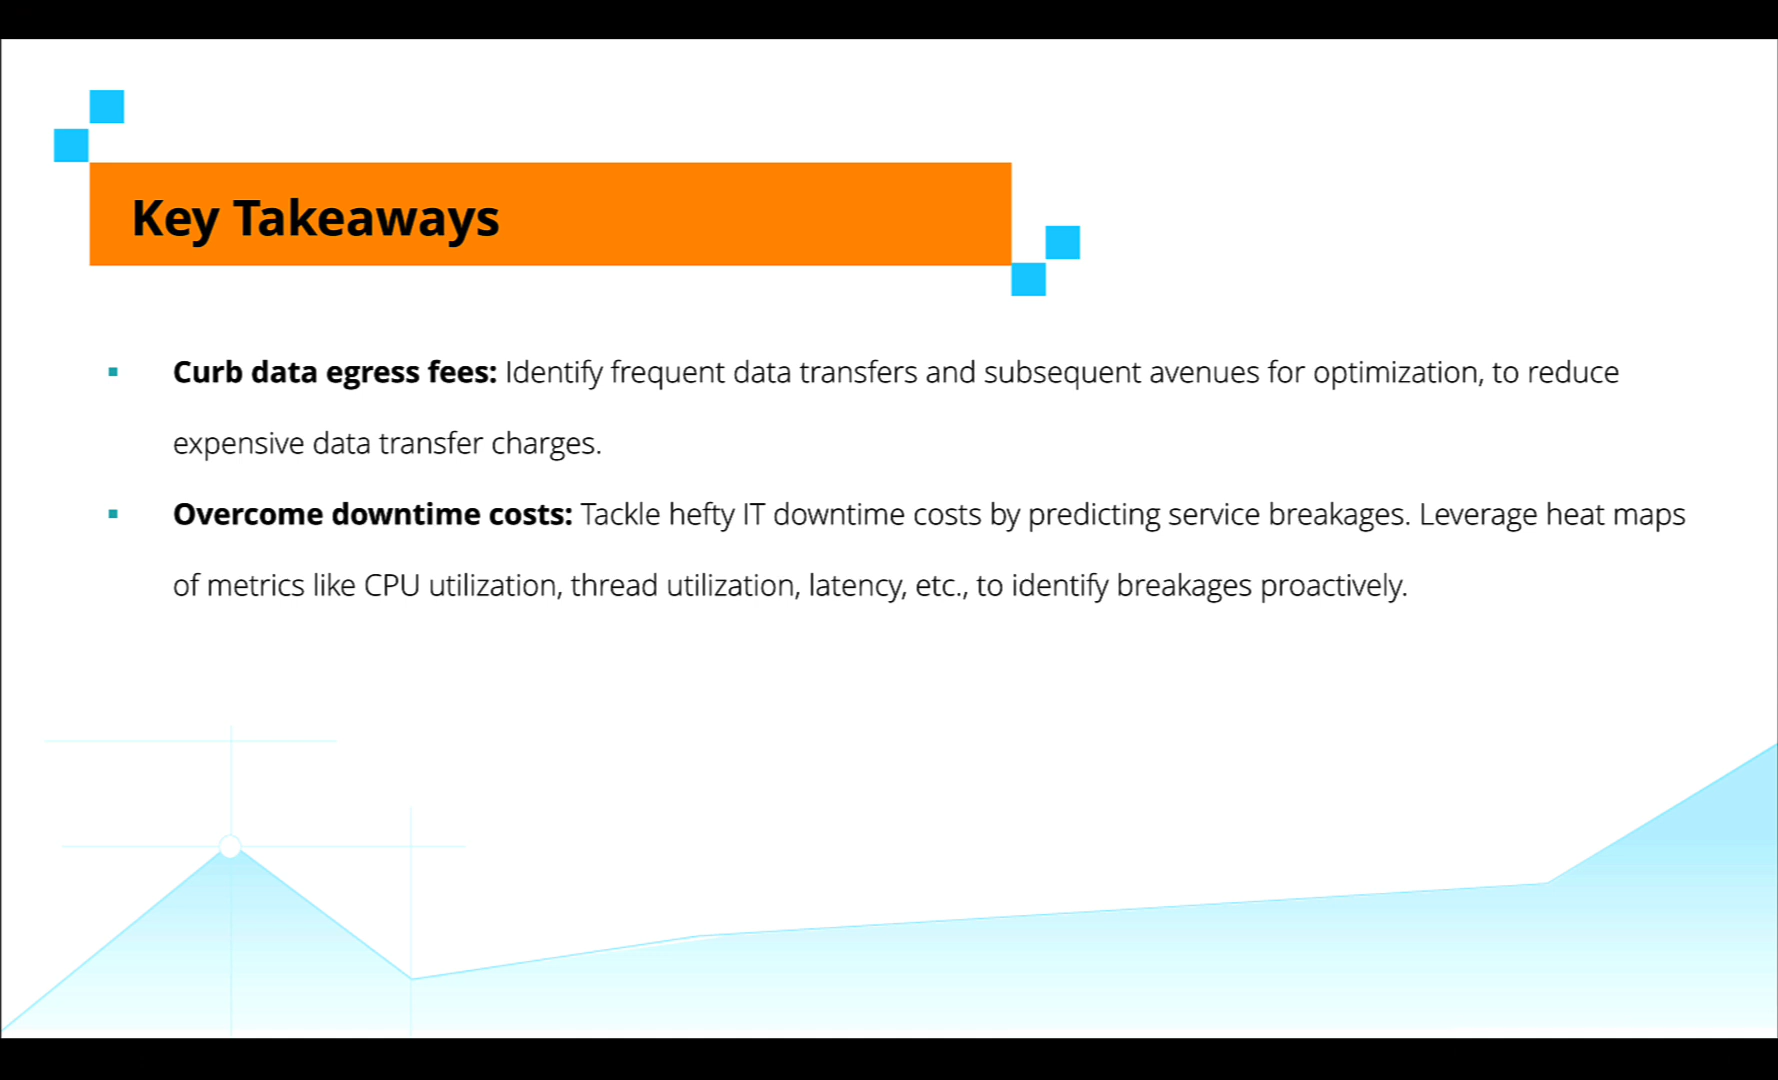 Key Takeaways
Curb data egress fees: Identify frequent data transfers and subsequent avenues for optimization, to reduce
expensive data transfer charges.
Overcome downtime costs: Tackle hefty IT downtime costs by predicting service breakages. Leverage heat maps
of metrics like CPU utilization, thread utilization, latency, etc., to identify breakages proactively.